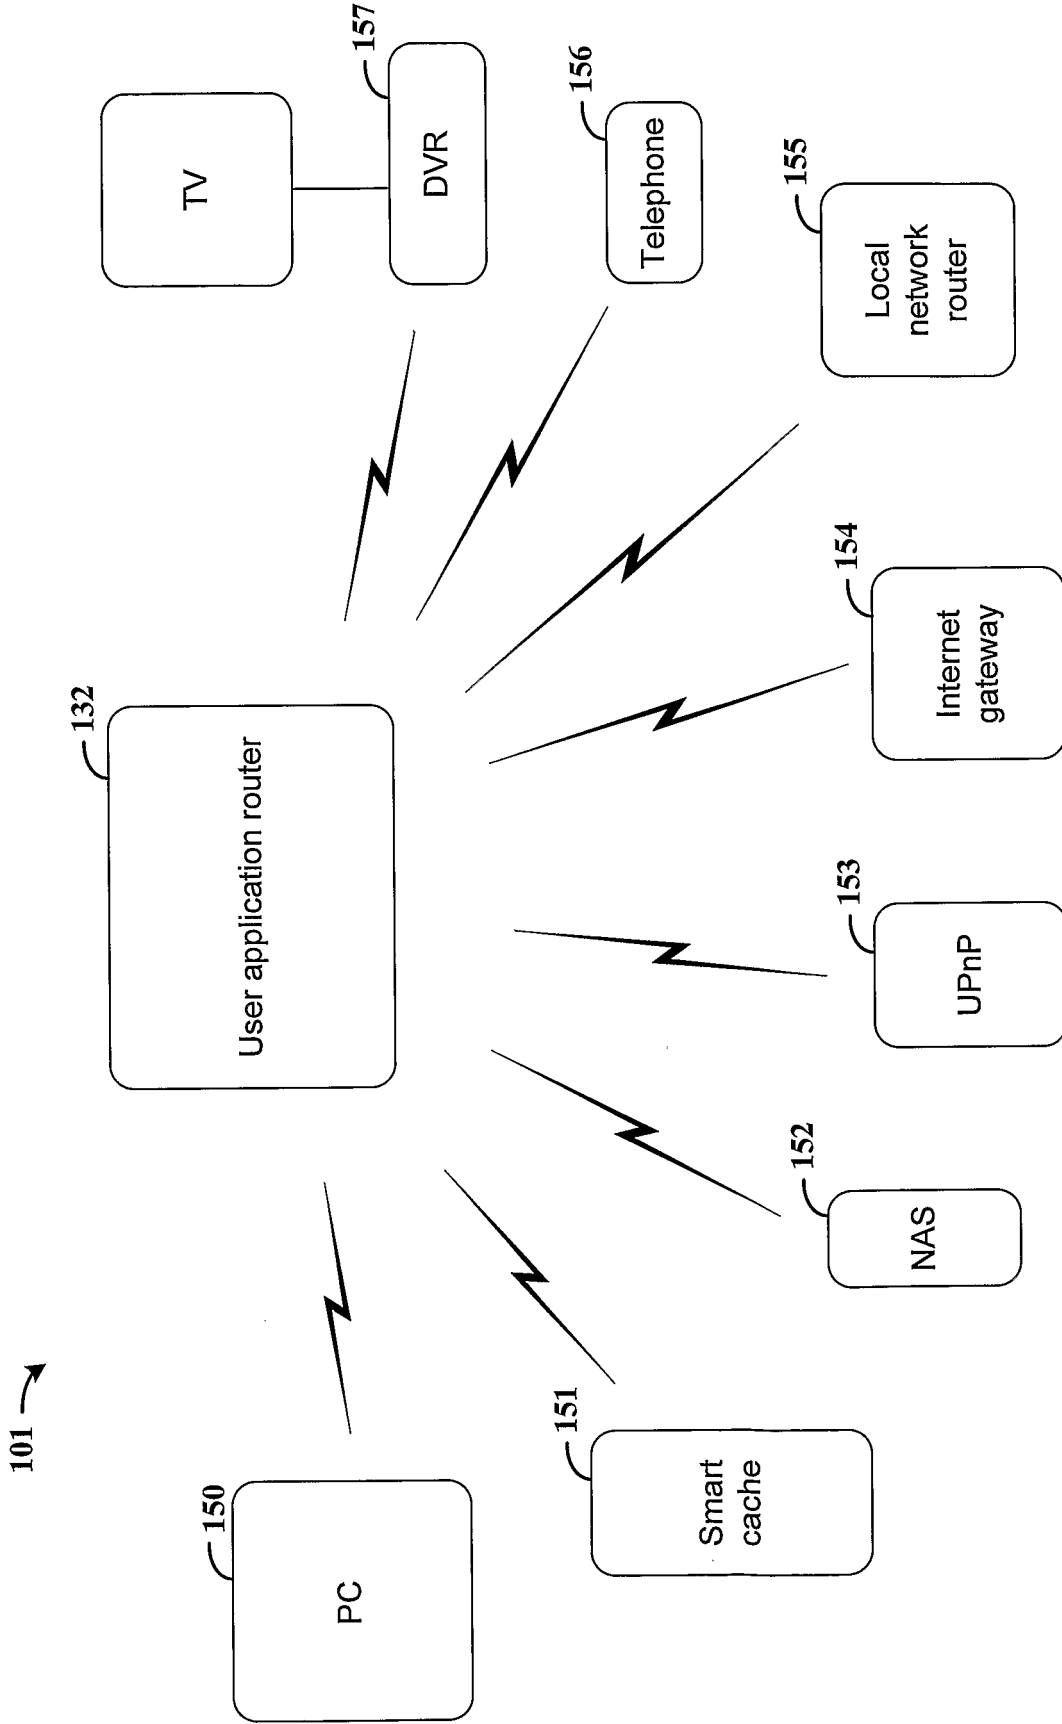 101
132
User application router
150
PC
151
Smart
cache
152
NAS
153
UPnP
154
Internet
gateway
155
Local
network
router
156
Telephone
157
DVR
TV